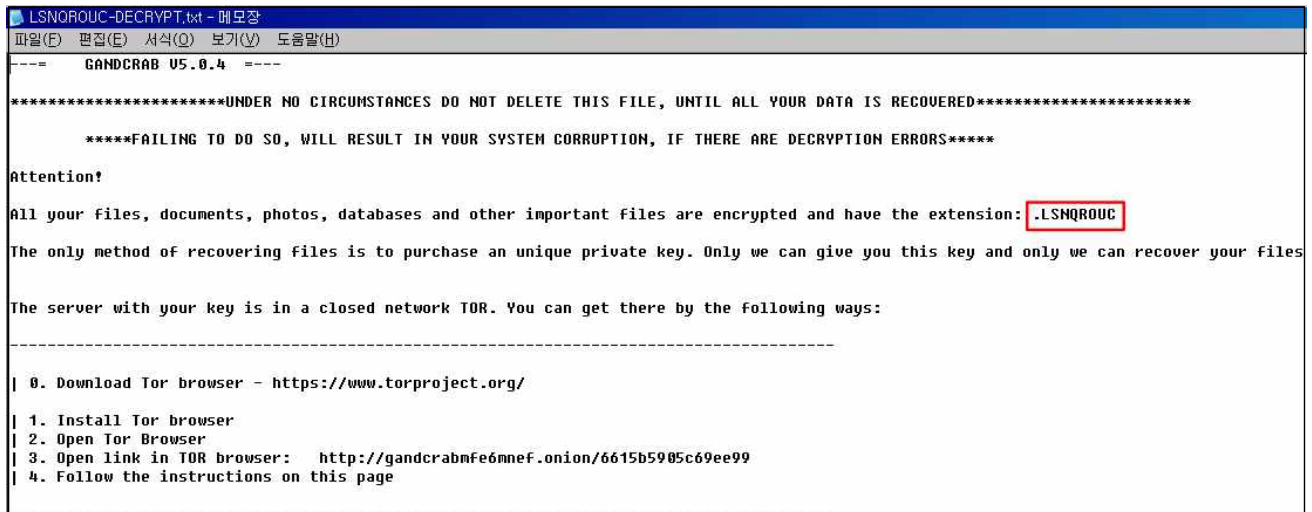 LSNQROUC-DECRYPT.txt - 메모장
파일(F) 편집(E) 서식(O) 보기(V) 도움말(H)
---= GANDCRAB V5.0.4 =---
***********************UNDER NO CIRCUMSTANCES DO NOT DELETE THIS FILE, UNTIL ALL YOUR DATA IS RECOVERED***********************
*****FAILING TO DO SO, WILL RESULT IN YOUR SYSTEM CORRUPTION, IF THERE ARE DECRYPTION ERRORS*****
Attention!
All your files, documents, photos, databases and other important files are encrypted and have the extension: .LSNQROUC
The only method of recovering files is to purchase an unique private key. Only we can give you this key and only we can recover your files
The server with your key is in a closed network TOR. You can get there by the following ways:
----------------------------------------------------------------------------------------
| 0. Download Tor browser - https://www.torproject.org/
| 1. Install Tor browser
| 2. Open Tor Browser
| 3. Open link in TOR browser: http://gandcrabmfe6mnef.onion/6615b5905c69ee99
| 4. Follow the instructions on this page